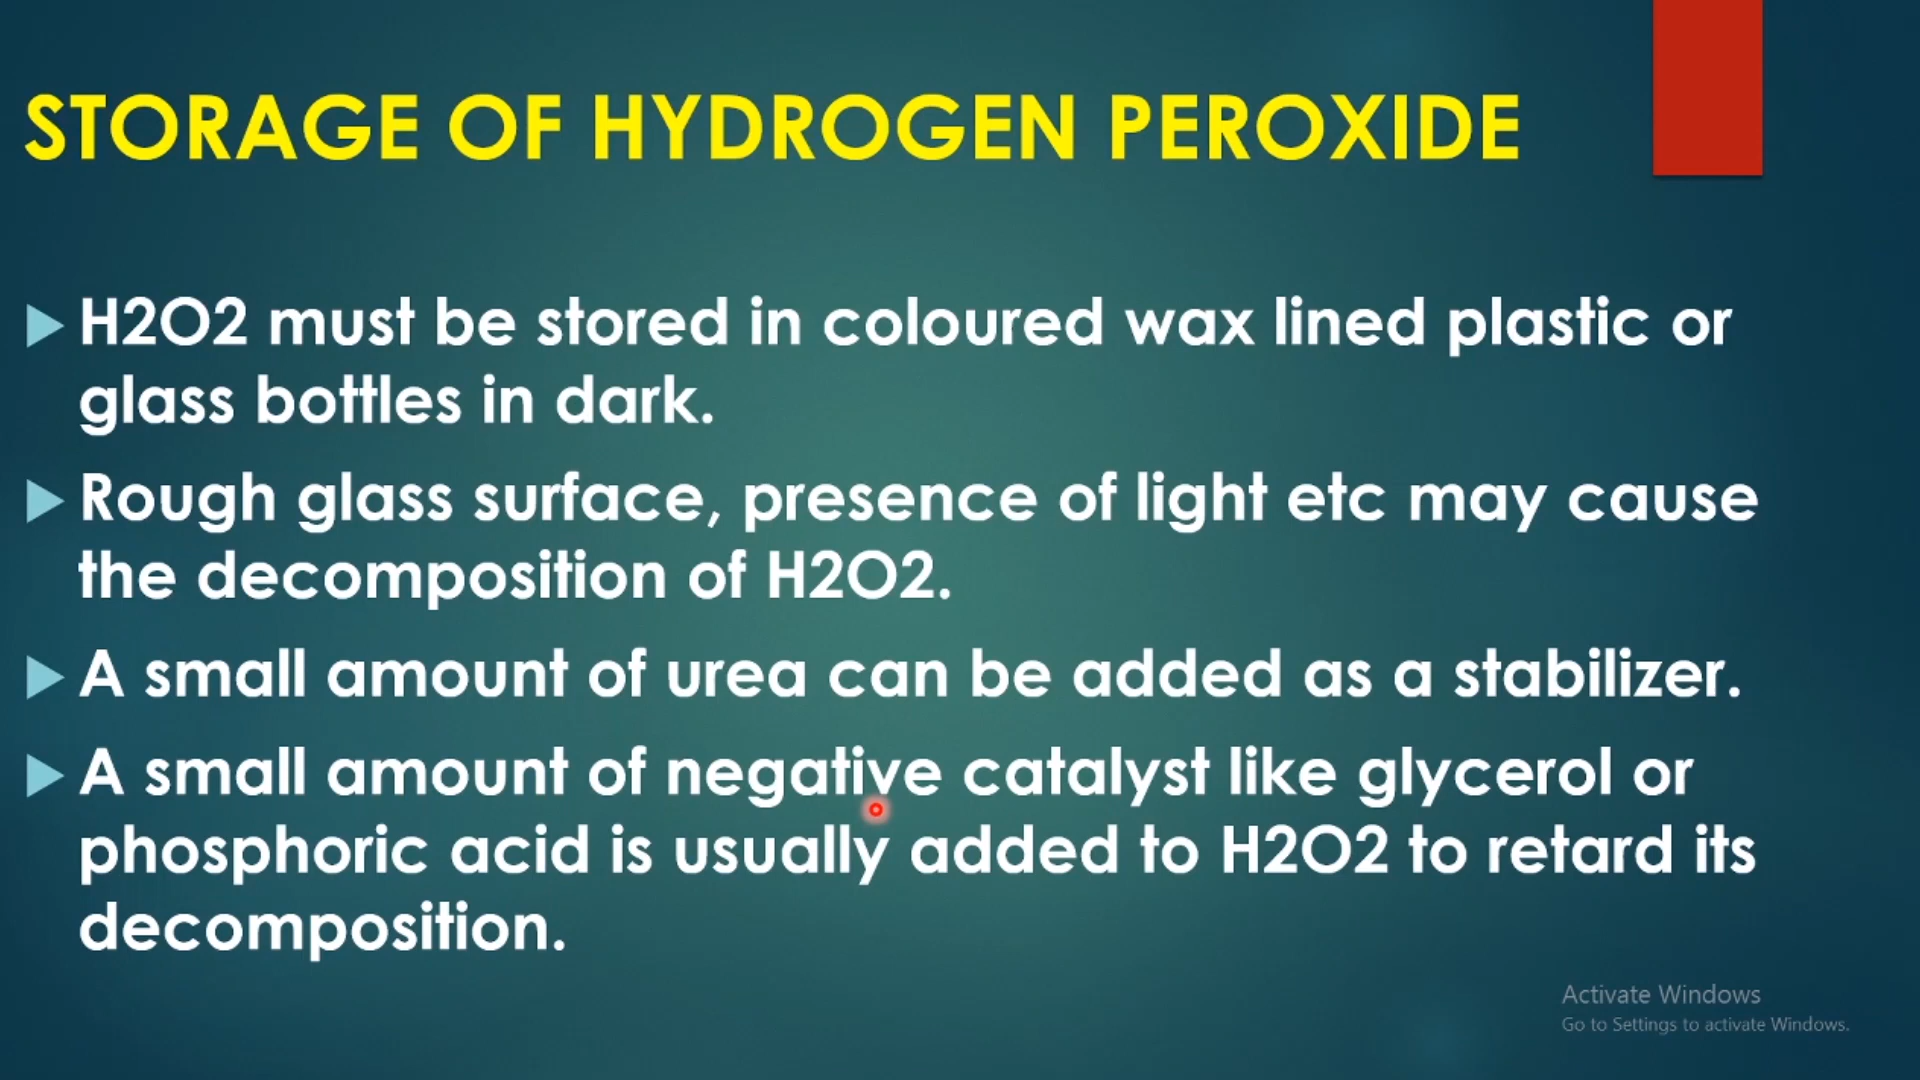 STORAGE OF HYDROGEN PEROXIDE
H2O2 must be stored in coloured wax lined plastic or
glass bottles in dark.
Rough glass surface, presence of light etc may cause
the decomposition of H2O2.
A small amount of urea can be added as a stabilizer.
A small amount of negative catalyst like glycerol or
phosphoric acid is usually added to H2O2 to retard its
decomposition.
Activate Windows
Go to Settings to activate Windows.